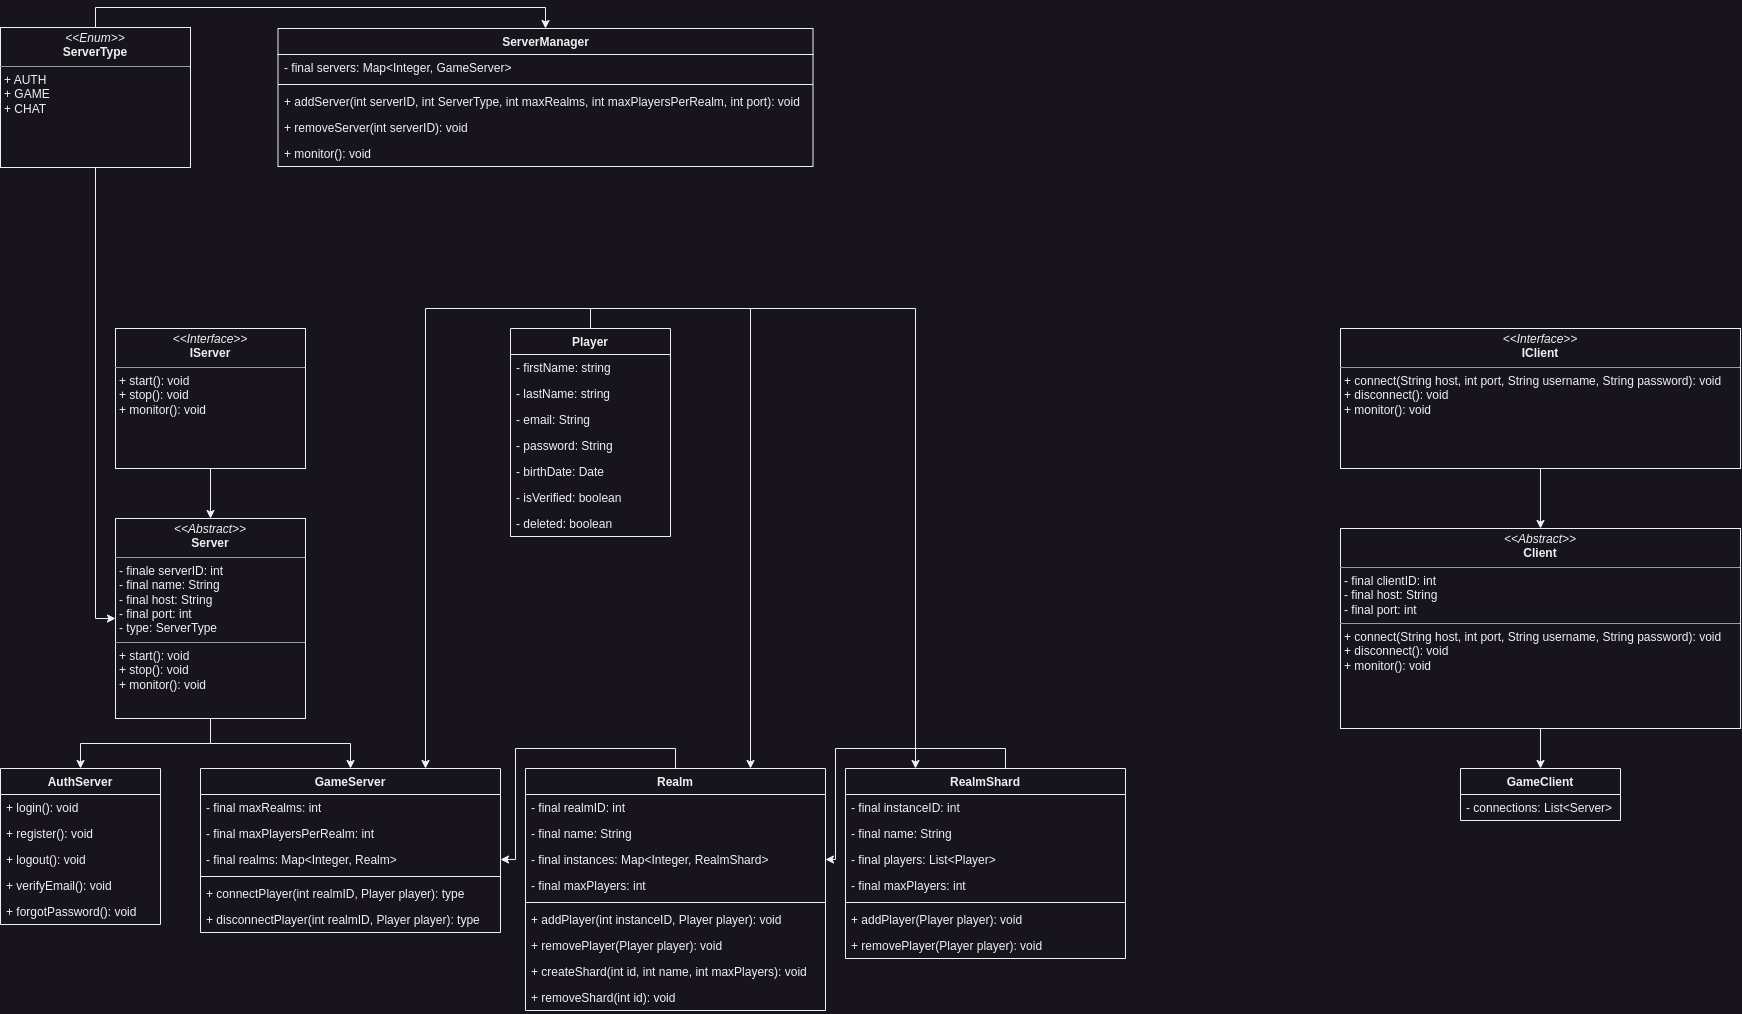 <<Enum>>
ServerType
+ AUTH
+ GAME
+ CHAT
ServerManager
- final servers: Map<Integer, GameServer>
+ addServer(int serverID, int ServerType, int maxRealms, int maxPlayersPerRealm, int port): void
+ removeServer(int serverID): void
+ monitor(): void
<<Interface>>
IServer
+ start(): void
+ stop(): void
+ monitor(): void
Player
- firstName: string
- lastName: string
- email: String
- password: String
- birthDate: Date
- isVerified: boolean
- deleted: boolean
<<Interface>>
IClient
+ connect(String host, int port, String username, String password): void
+ disconnect(): void
+ monitor(): void
<<Abstract>>
Server
- finale serverID: int
- final name: String
- final host: String
- final port: int
- type: ServerType
+ start(): void
+ stop(): void
+ monitor(): void
<<Abstract>>
Client
- final clientID: int
- final host: String
- final port: int
+ connect(String host, int port, String username, String password): void
+ disconnect(): void
+ monitor(): void
AuthServer
+ login(): void
+ register(): void
+ logout(): void
+ verifyEmail(): void
+ forgotPassword(): void
GameServer
- final maxRealms: int
- final maxPlayersPerRealm: int
- final realms: Map<Integer, Realm>
+ connectPlayer(int realmID, Player player): type
+ disconnectPlayer(int realmID, Player player): type
Realm
- final realmID: int
- final name: String
- final instances: Map<Integer, RealmShard>
- final maxPlayers: int
+ addPlayer(int instanceID, Player player): void
+ removePlayer(Player player): void
+ createShard(int id, int name, int maxPlayers): void
+ removeShard(int id): void
RealmShard
- final instanceID: int
- final name: String
- final players: List<Player>
- final maxPlayers: int
+ addPlayer(Player player): void
+ removePlayer(Player player): void
GameClient
- connections: List<Server>